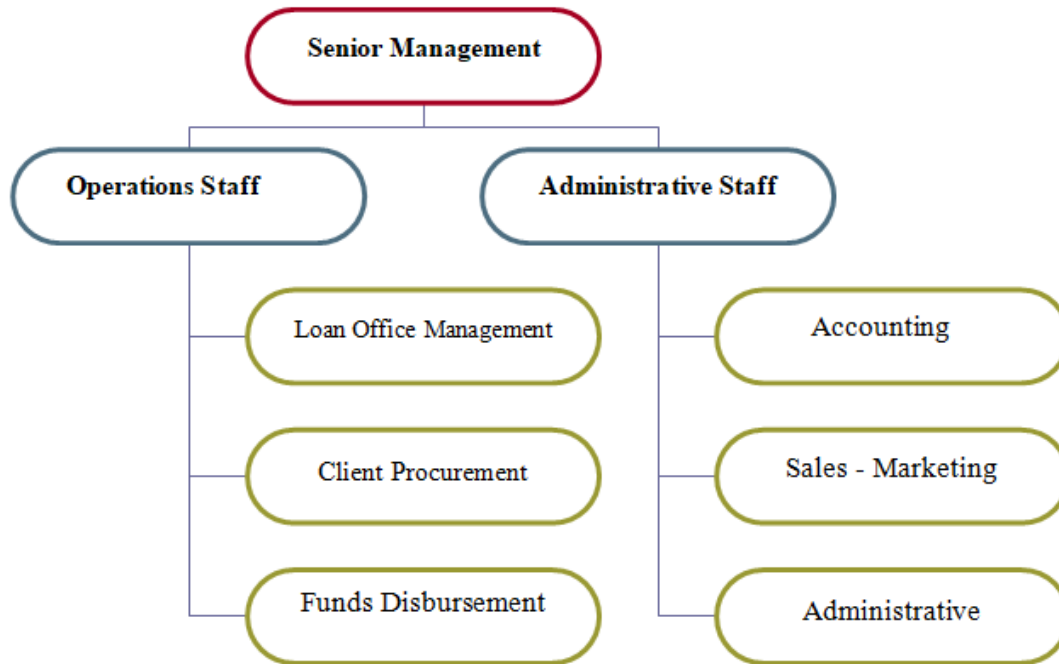 Senior Management
Operations Staff
Administrative Staff
Loan Office Management
Accounting
Client Procurement
Sales - Marketing
Funds Disbursement
Administrative